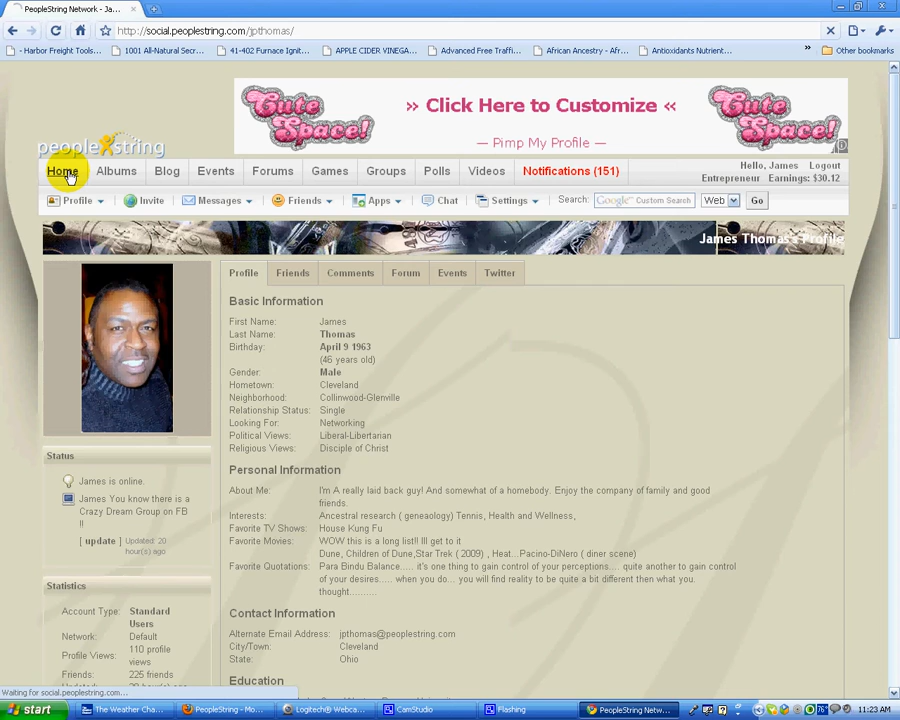 PeopleString Network - Ja...
http://social.peoplestring.com/jpthomas/
- Harbor Freight Tools... 1001 All-Natural Secr... 41-402 Furnace Ignit... APPLE CIDER VINEGA... Advanced Free Traffi... African Ancestry - Afr... Antioxidants Nutrient... » Other bookmarks
Cute Space! » Click Here to Customize « Cute Space!
— Pimp My Profile —
peopleString
Home Albums Blog Events Forums Games Groups Polls Videos Notifications (151)
Hello, James Logout
Entrepreneur Earnings: $30.12
Profile Invite Messages Friends Apps Chat Settings Search: Google™ Custom Search Web Go
James Thomas's Profile
Profile Friends Comments Forum Events Twitter
Basic Information
First Name: James
Last Name: Thomas
Birthday: April 9 1963
(46 years old)
Gender: Male
Hometown: Cleveland
Neighborhood: Collinwood-Glenville
Relationship Status: Single
Looking For: Networking
Political Views: Liberal-Libertarian
Religious Views: Disciple of Christ
Personal Information
About Me: I'm A really laid back guy! And somewhat of a homebody. Enjoy the company of family and good
friends.
Interests: Ancestral research ( geneaology) Tennis, Health and Wellness,
Favorite TV Shows: House Kung Fu
Favorite Movies: WOW this is a long list!! Ill get to it
Dune, Children of Dune,Star Trek ( 2009) , Heat...Pacino-DiNero ( diner scene)
Favorite Quotations: Para Bindu Balance..... it's one thing to gain control of your perceptions.... quite another to gain control
of your desires..... when you do... you will find reality to be quite a bit different then what you.
thought..........
Contact Information
Alternate Email Address: jpthomas@peoplestring.com
City/Town: Cleveland
State: Ohio
Education
Status
James is online.
James You know there is a
Crazy Dream Group on FB
!!
[ update ] Updated: 20
hour(s) ago
Statistics
Account Type: Standard
Users
Network: Default
Profile Views: 110 profile
views
Friends: 225 friends
Waiting for social.peoplestring.com...
start The Weather Cha... PeopleString - Mo... Logitech® Webca... CamStudio Flashing PeopleString Netw... 76° 11:23 AM